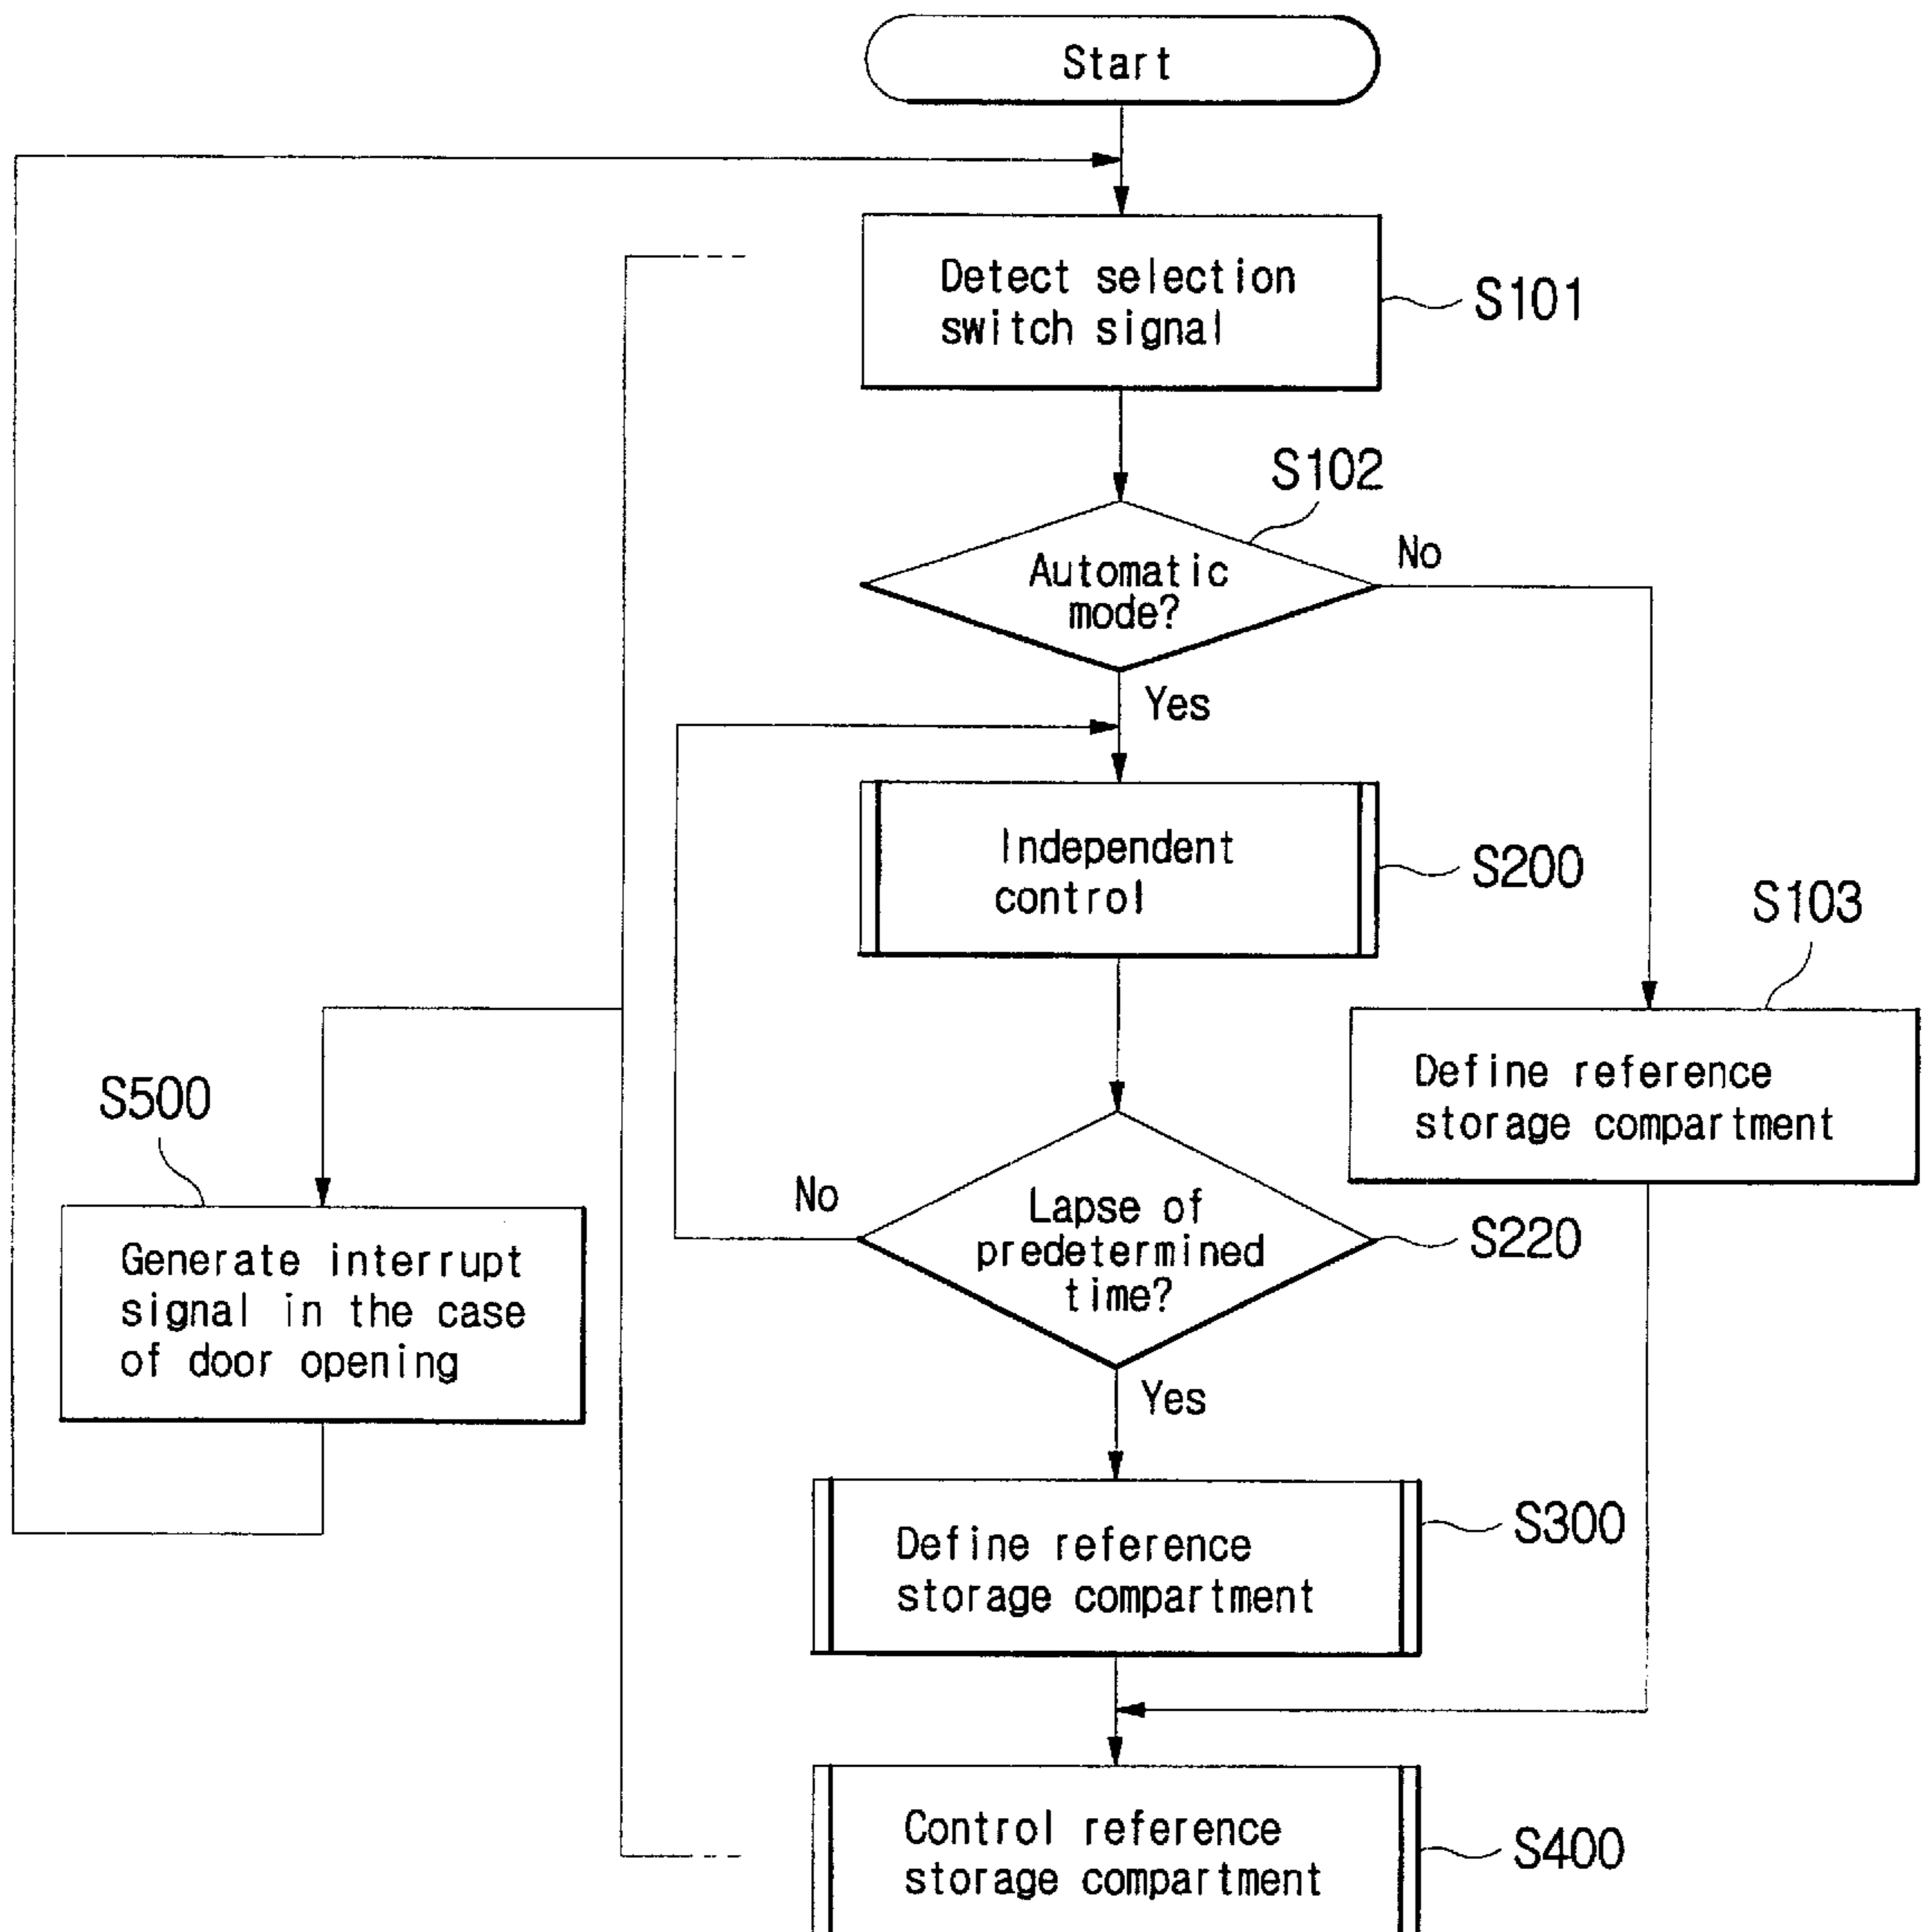 Start
Detect selection
switch signal
S101
S102
Automatic
mode?
No
Yes
Independent
control
S200
S103
Define reference
storage compartment
S500
Generate interrupt
signal in the case
of door opening
No
Lapse of
predetermined
time?
S220
Yes
Define reference
storage compartment
S300
Control reference
storage compartment
S400